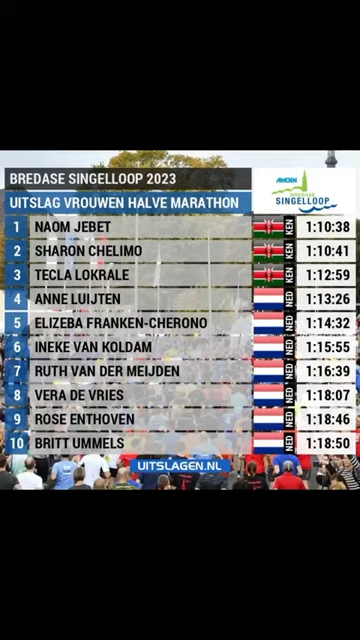 BREDASE SINGELLOOP 2023
AMGEN
BREDASE
SINGELLOOP
UITSLAG VROUWEN HALVE MARATHON
1 NAOM JEBET KEN 1:10:38
2 SHARON CHELIMO KEN 1:10:41
3 TECLA LOKRALE KEN 1:12:59
4 ANNE LUIJTEN NED 1:13:26
5 ELIZEBA FRANKEN-CHERONO NED 1:14:32
6 INEKE VAN KOLDAM NED 1:15:55
7 RUTH VAN DER MEIJDEN NED 1:16:39
8 VERA DE VRIES NED 1:18:07
9 ROSE ENTHOVEN NED 1:18:46
10 BRITT UMMELS NED 1:18:50
UITSLAGEN.NL